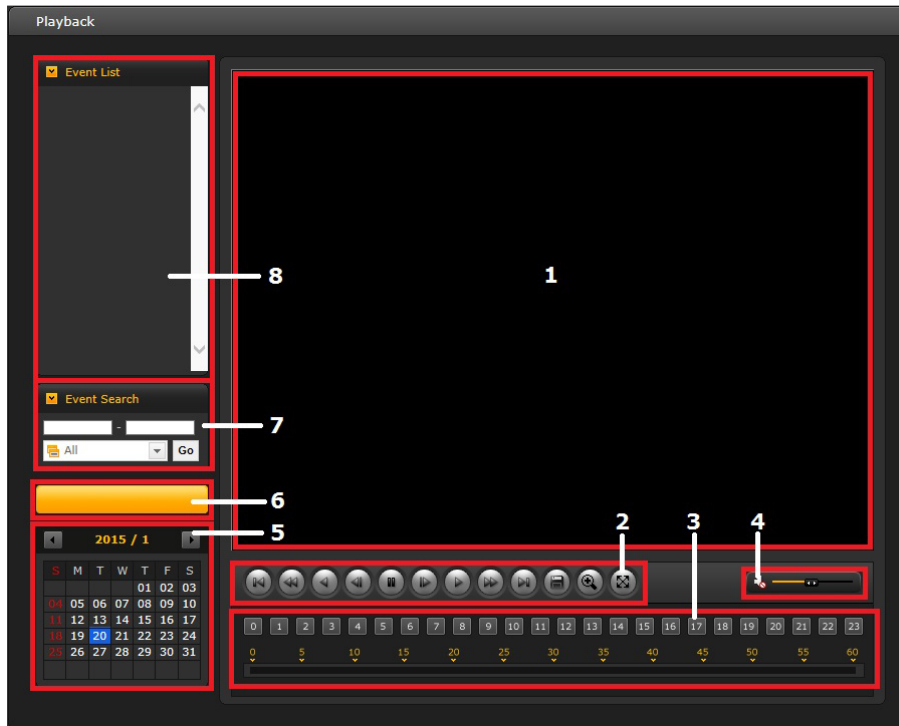 Playback
Event List
8
1
Event Search
-
7
All
Go
6
2
3
4
5
2015 / 1
S M T W T F S
01 02 03
04 05 06 07 08 09 10
11 12 13 14 15 16 17
18 19 20 21 22 23 24
25 26 27 28 29 30 31
0 1 2 3 4 5 6 7 8 9 10 11 12 13 14 15 16 17 18 19 20 21 22 23
0 5 10 15 20 25 30 35 40 45 50 55 60